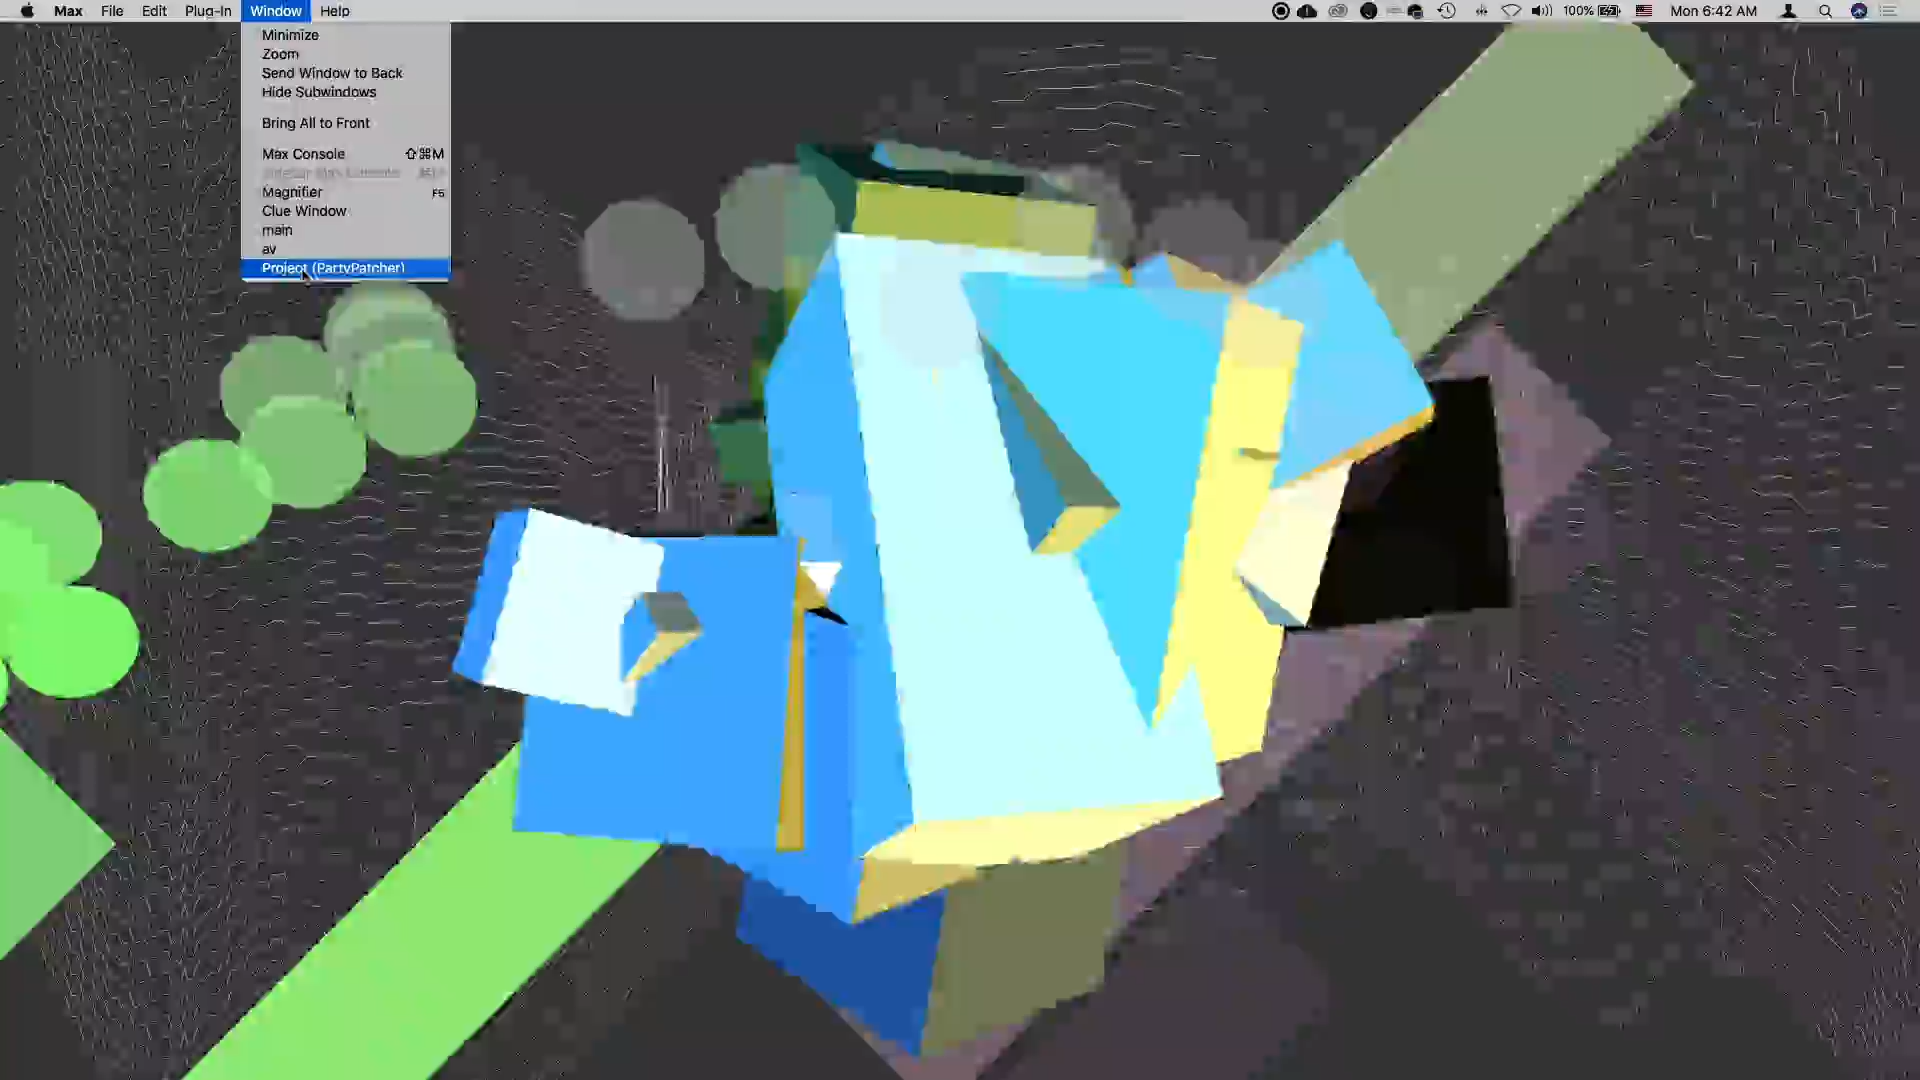 Max File Edit Plug-In Window Help 100% Mon 6:42 AM
Minimize
Zoom
Send Window to Back
Hide Subwindows
Bring All to Front
Max Console ⇧⌘M
Magnifier F5
Clue Window
main
av
Project (PartyPatcher)